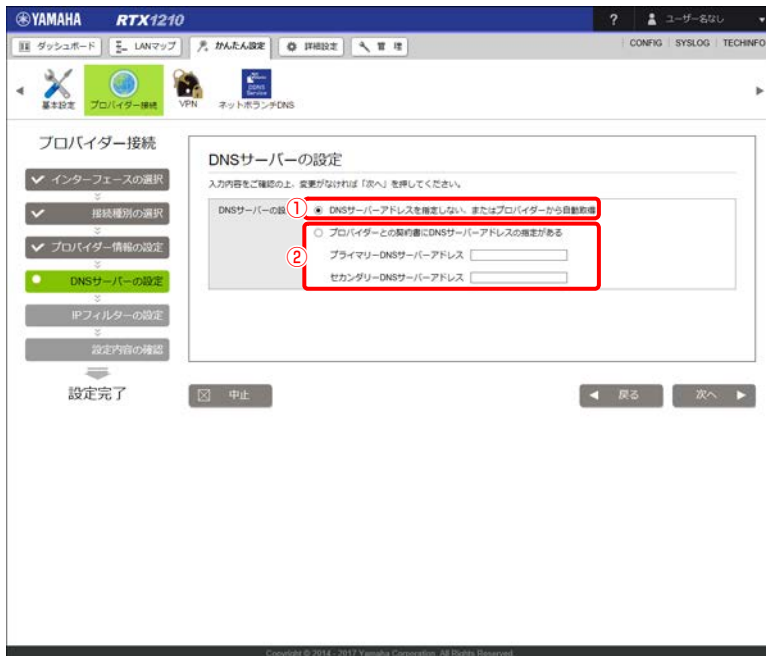 YAMAHA RTX1210 ? ユーザー名なし
ダッシュボード LANマップ かんたん設定 詳細設定 管理 CONFIG SYSLOG TECHINFO
DDNS Service
基本設定 プロバイダー接続 VPN ネットボランチDNS
プロバイダー接続
インターフェースの選択
接続種別の選択
プロバイダー情報の設定
DNSサーバーの設定
IPフィルターの設定
設定内容の確認
設定完了
DNSサーバーの設定
入力内容をご確認の上、変更がなければ「次へ」を押してください。
DNSサーバーの設 ① DNSサーバーアドレスを指定しない、またはプロバイダーから自動取得
② プロバイダーとの契約書にDNSサーバーアドレスの指定がある
プライマリーDNSサーバーアドレス
セカンダリーDNSサーバーアドレス
中止 戻る 次へ
Copyright © 2014 - 2017 Yamaha Corporation. All Rights Reserved.